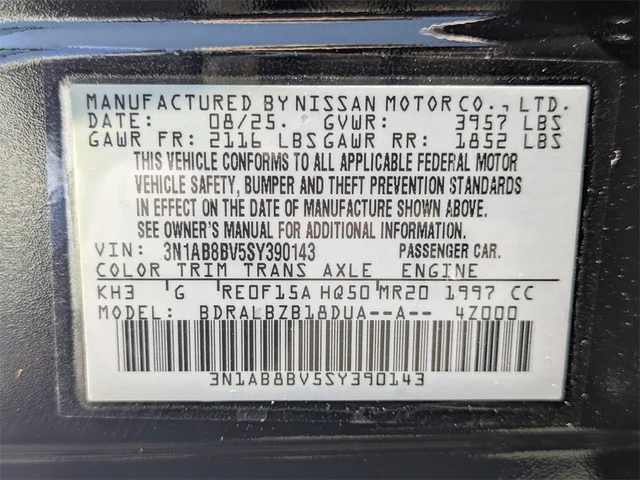 MANUFACTURED BY NISSAN MOTOR CO., LTD.
DATE: 08/25. GVWR: 3957 LBS
GAWR FR: 2116 LBS GAWR RR: 1852 LBS
THIS VEHICLE CONFORMS TO ALL APPLICABLE FEDERAL MOTOR
VEHICLE SAFETY, BUMPER AND THEFT PREVENTION STANDARDS
IN EFFECT ON THE DATE OF MANUFACTURE SHOWN ABOVE.
SEE OWNER'S MANUAL FOR ADDITIONAL INFORMATION.
VIN: 3N1AB8BV5SY390143 PASSENGER CAR.
COLOR TRIM TRANS AXLE ENGINE
KH3 G RE0F15A HQ50 MR20 1997 CC
MODEL: BDRALBZB18DUA--A-- 4Z000
3N1AB8BV5SY390143